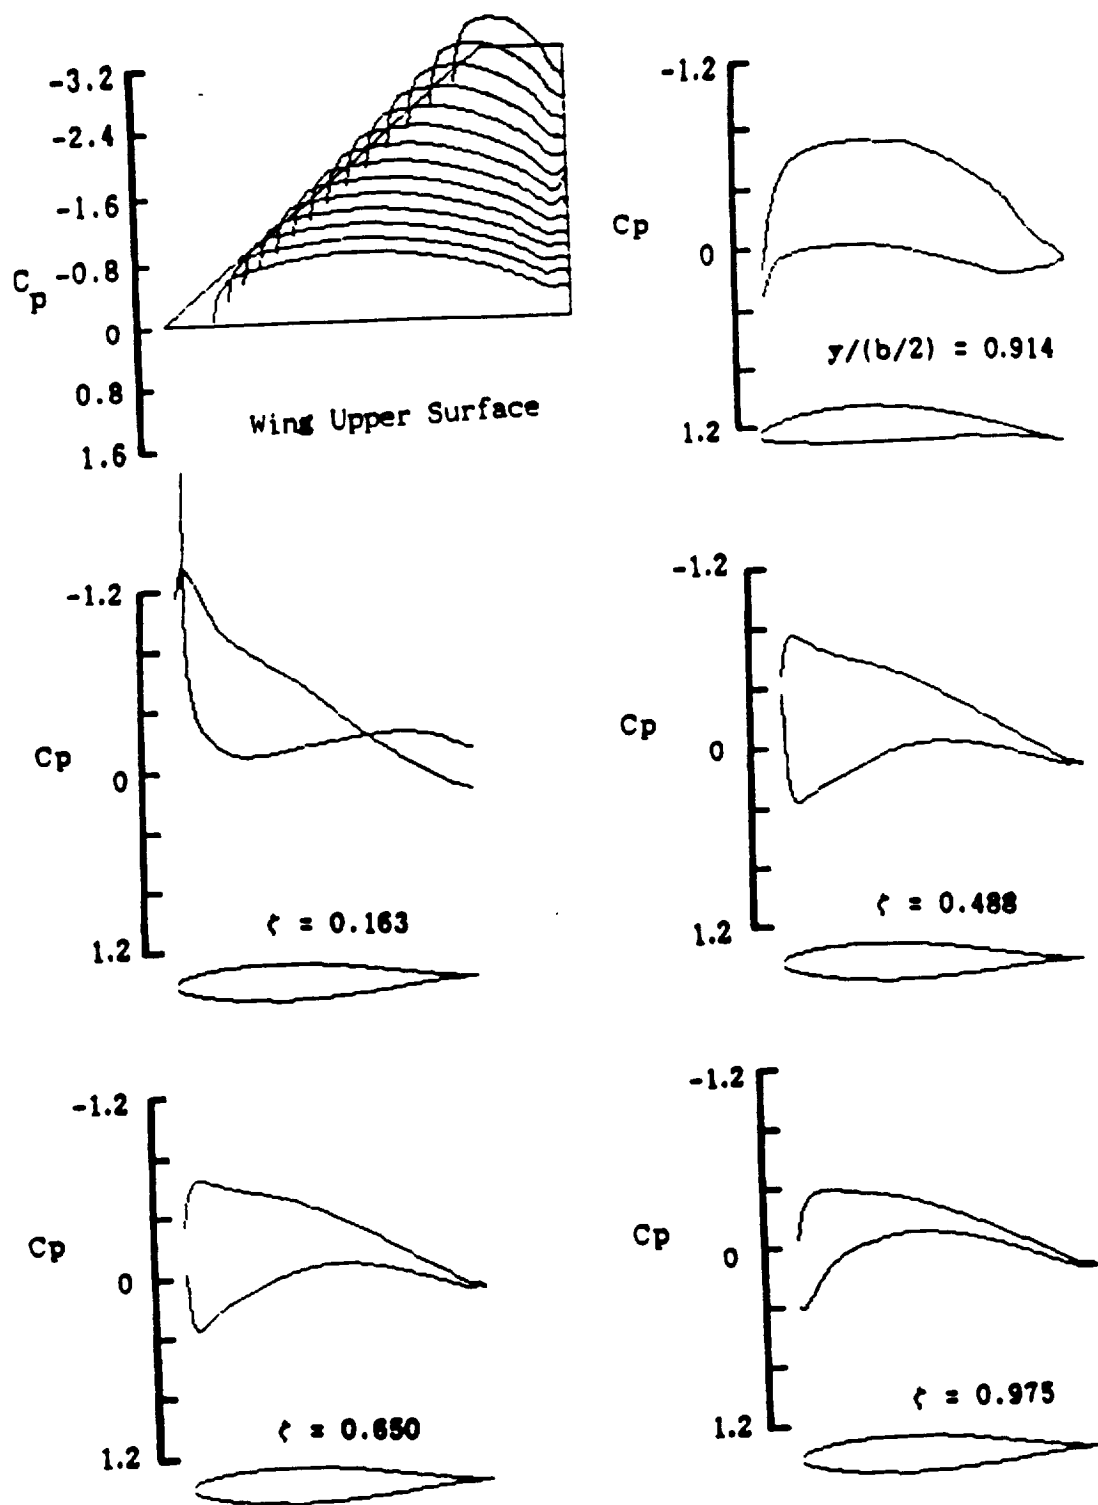 -3.2
-2.4
-1.6
-0.8
0
0.8
1.6
Cp
Wing Upper Surface
-1.2
0
1.2
Cp
y/(b/2) = 0.914
-1.2
0
1.2
Cp
ζ = 0.163
-1.2
0
1.2
Cp
ζ = 0.488
-1.2
0
1.2
Cp
ζ = 0.650
-1.2
0
1.2
Cp
ζ = 0.975